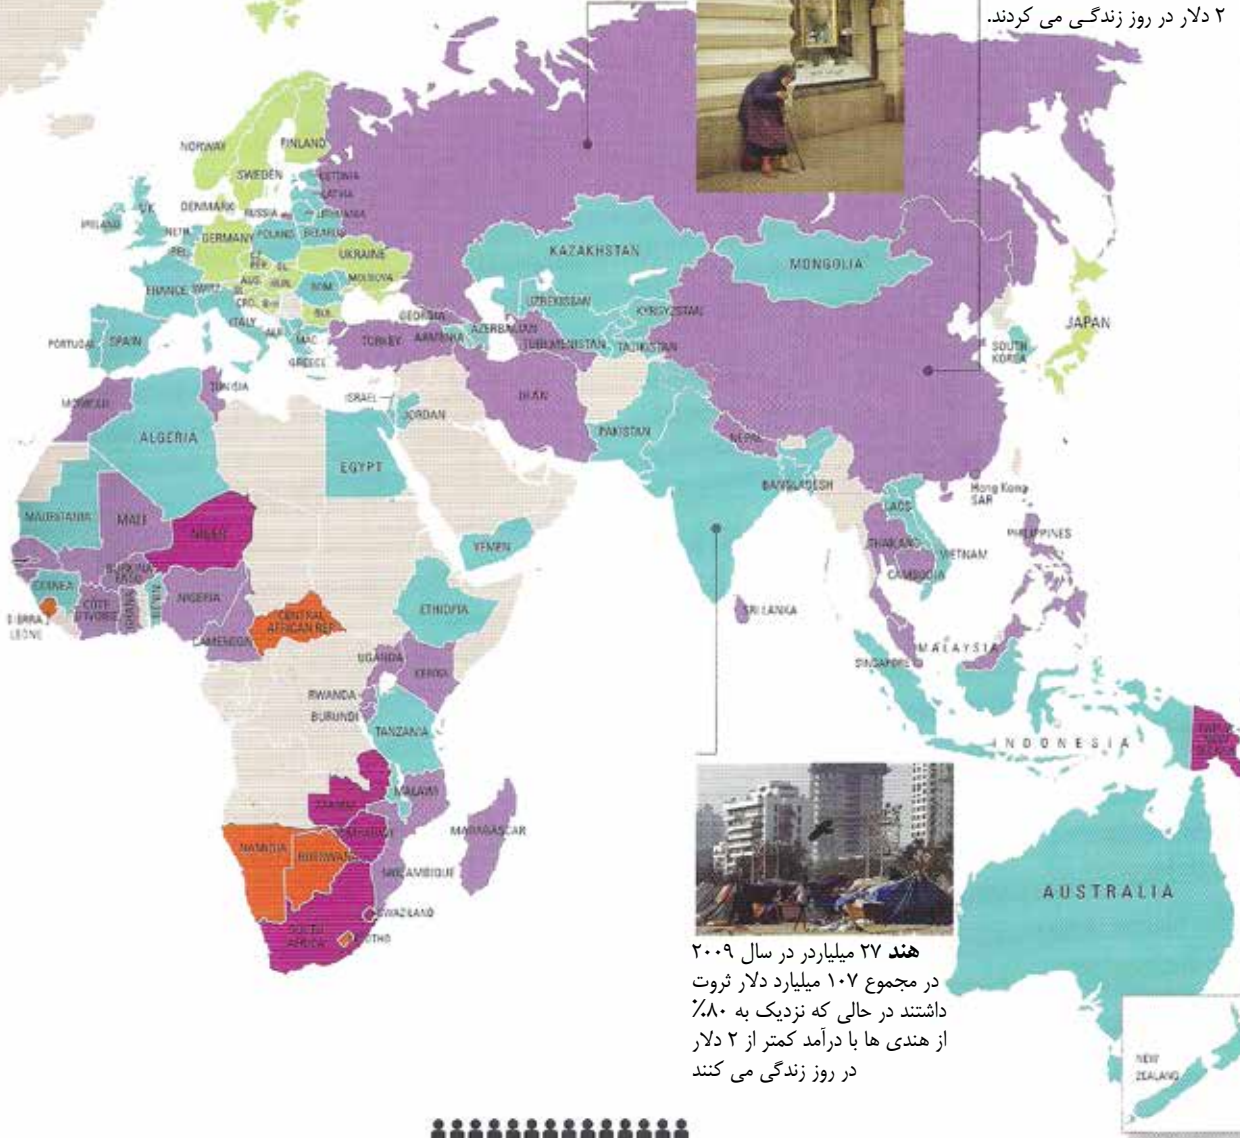 ۲ دلار در روز زندگی می کردند.
NORWAY
FINLAND
SWEDEN
ESTONIA
LATVIA
DENMARK
RUSSIA
LITHUANIA
IRELAND
UK
NETH.
GERMANY
POLAND
BELARUS
BEL.
UKRAINE
KAZAKHSTAN
MONGOLIA
AUS.
HUN.
MOLDOVA
FRANCE
SWITZ.
ROM.
CRO.
B-H
BUL.
UZBEKISTAN
KYRGYZSTAN
ITALY
GEORGIA
JAPAN
PORTUGAL
SPAIN
ALB.
MAC.
TURKEY
ARMENIA
AZERBAIJAN
TURKMENISTAN
TAJIKISTAN
SOUTH
KOREA
GREECE
TUNISIA
MOROCCO
ISRAEL
JORDAN
IRAN
ALGERIA
PAKISTAN
NEPAL
EGYPT
BANGLADESH
Hong Kong
SAR
LAOS
MAURITANIA
MALI
NIGER
YEMEN
THAILAND
VIETNAM
PHILIPPINES
CAMBODIA
BURKINA
FASO
GUINEA
NIGERIA
CÔTE
D'IVOIRE
GHANA
BENIN
ETHIOPIA
SRI LANKA
SIERRA
LEONE
CENTRAL
AFRICAN REP.
CAMEROON
UGANDA
KENYA
MALAYSIA
SINGAPORE
RWANDA
BURUNDI
TANZANIA
INDONESIA
PAPUA
NEW
GUINEA
ZAMBIA
MALAWI
ZIMBABWE
MADAGASCAR
NAMIBIA
BOTSWANA
MOZAMBIQUE
AUSTRALIA
SWAZILAND
SOUTH
AFRICA
LESOTHO
هند ۲۷ میلیاردر در سال ۲۰۰۹
در مجموع ۱۰۷ میلیارد دلار ثروت
داشتند در حالی که نزدیک به ۸۰٪
از هندی ها با درآمد کمتر از ۲ دلار
در روز زندگی می کنند
NEW
ZEALAND